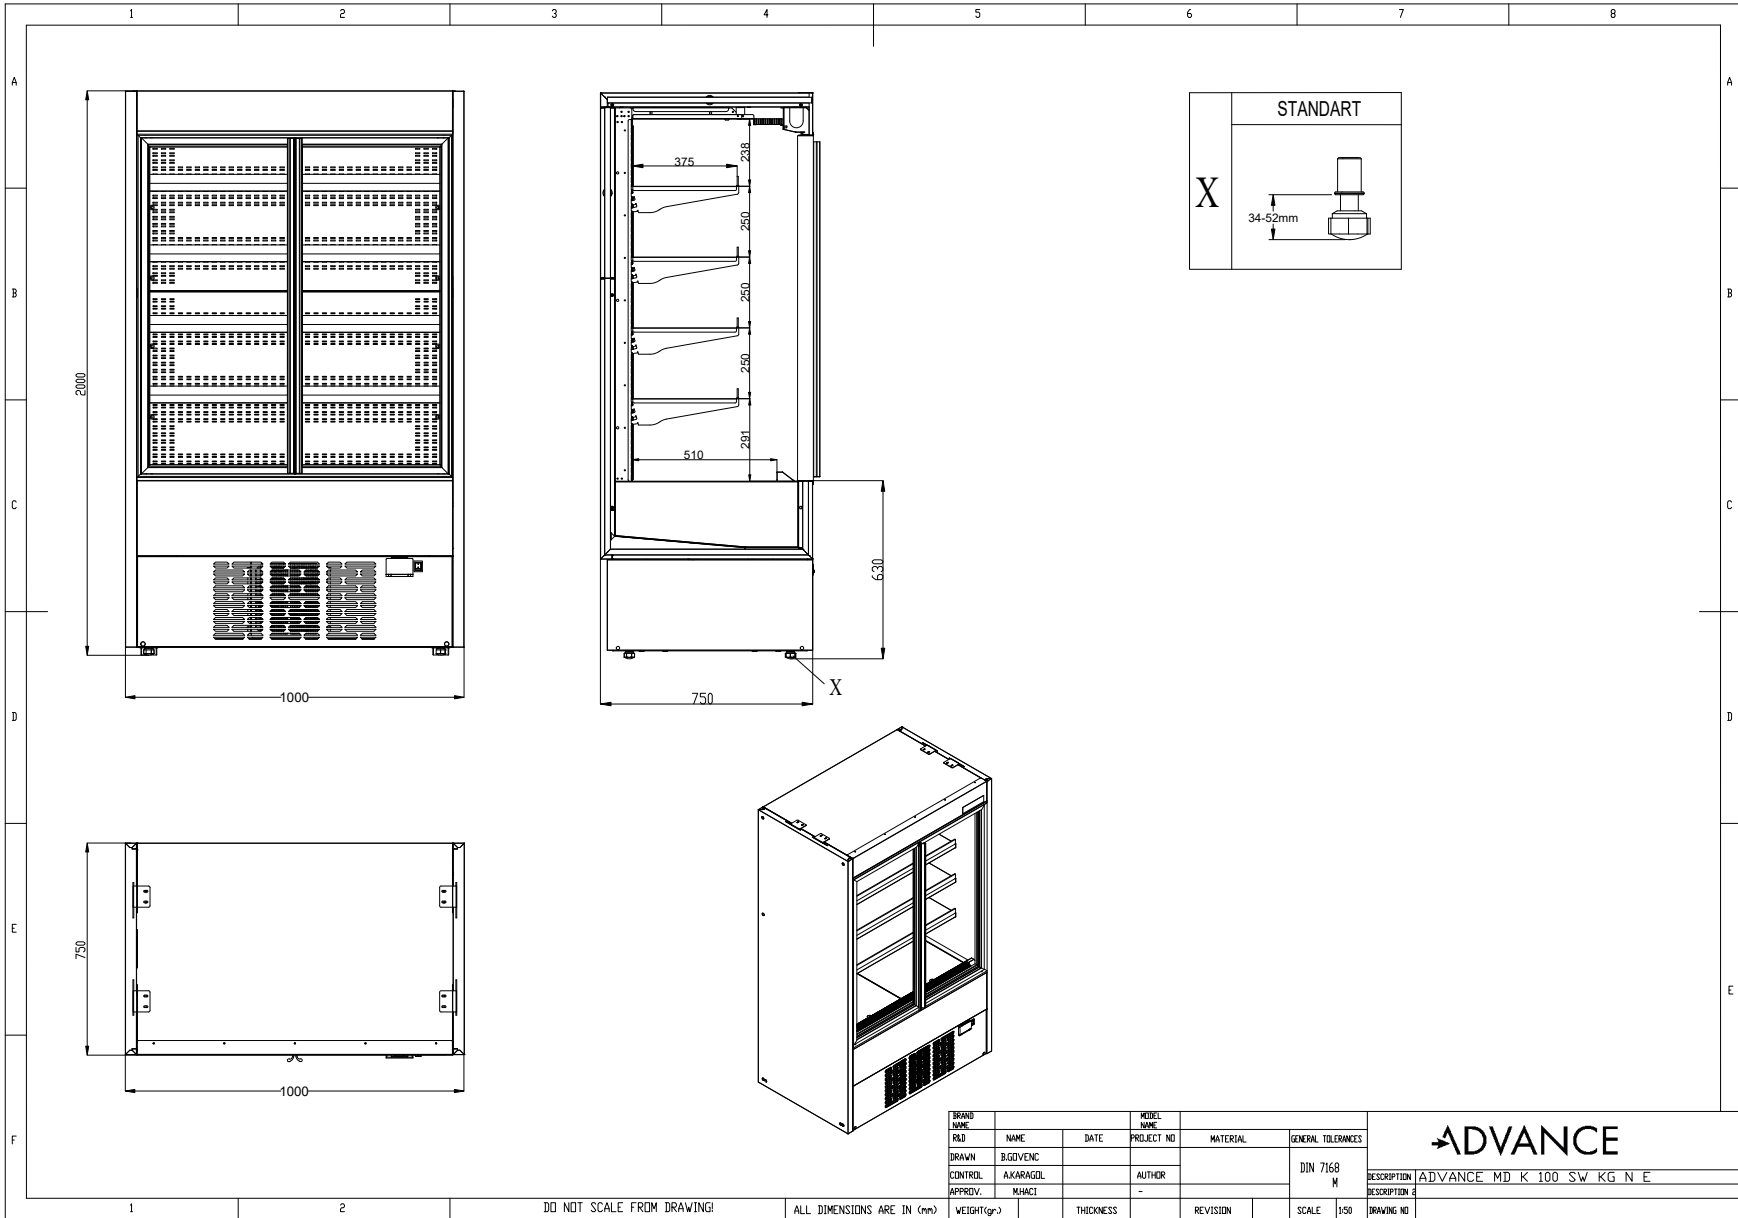 1 2 3 4 5 6 7 8
A A
B B
C C
D D
E E
F
2000
1000
375
238
250
250
250
291
510
630
750
X
STANDART
X
34-52mm
750
1000
BRAND NAME
MODEL NAME
R&D NAME DATE PROJECT NO MATERIAL GENERAL TOLERANCES
DRAWN B.GOVENC
CONTROL A.KARAGOL AUTHOR
DIN 7168
M
APPROV. M.HACI -
ADVANCE
DESCRIPTION ADVANCE MD K 100 SW KG N E
DESCRIPTION 2
1 2
DO NOT SCALE FROM DRAWING!
ALL DIMENSIONS ARE IN (mm)
WEIGHT(gr.) THICKNESS REVISION SCALE 1:50 DRAWING NO